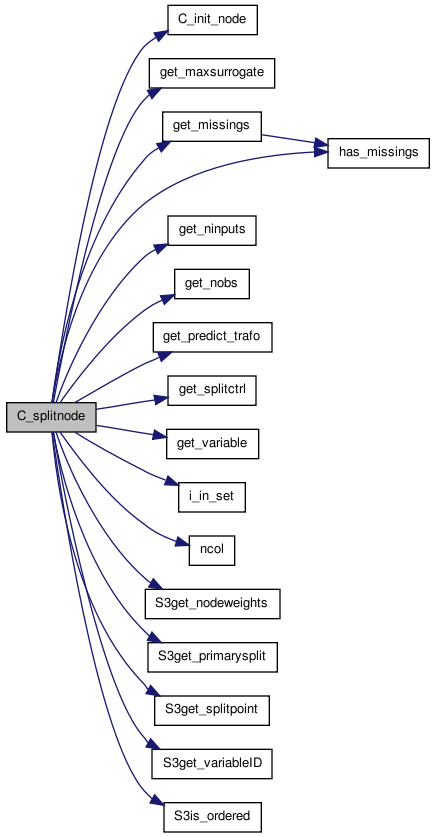 C_init_node
get_maxsurrogate
get_missings
has_missings
get_ninputs
get_nobs
get_predict_trafo
get_splitctrl
C_splitnode
get_variable
i_in_set
ncol
S3get_nodeweights
S3get_primarysplit
S3get_splitpoint
S3get_variableID
S3is_ordered